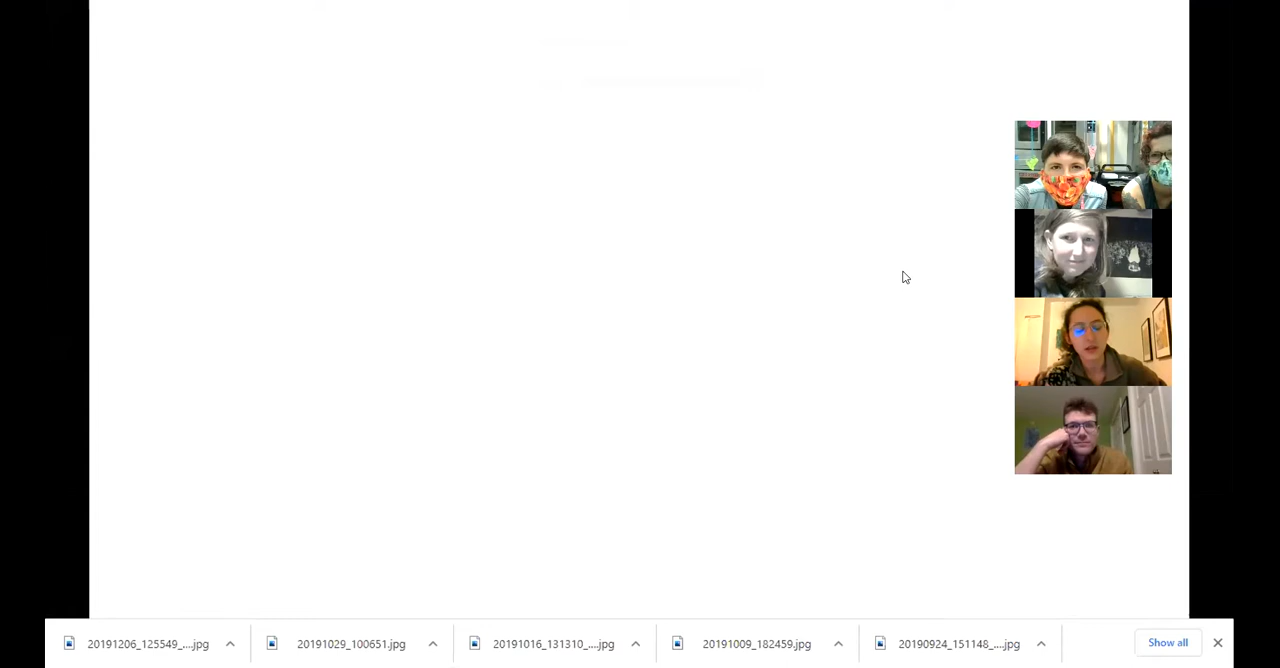 20191206_125549_....jpg
20191029_100651.jpg
20191016_131310_....jpg
20191009_182459.jpg
20190924_151148_....jpg
Show all